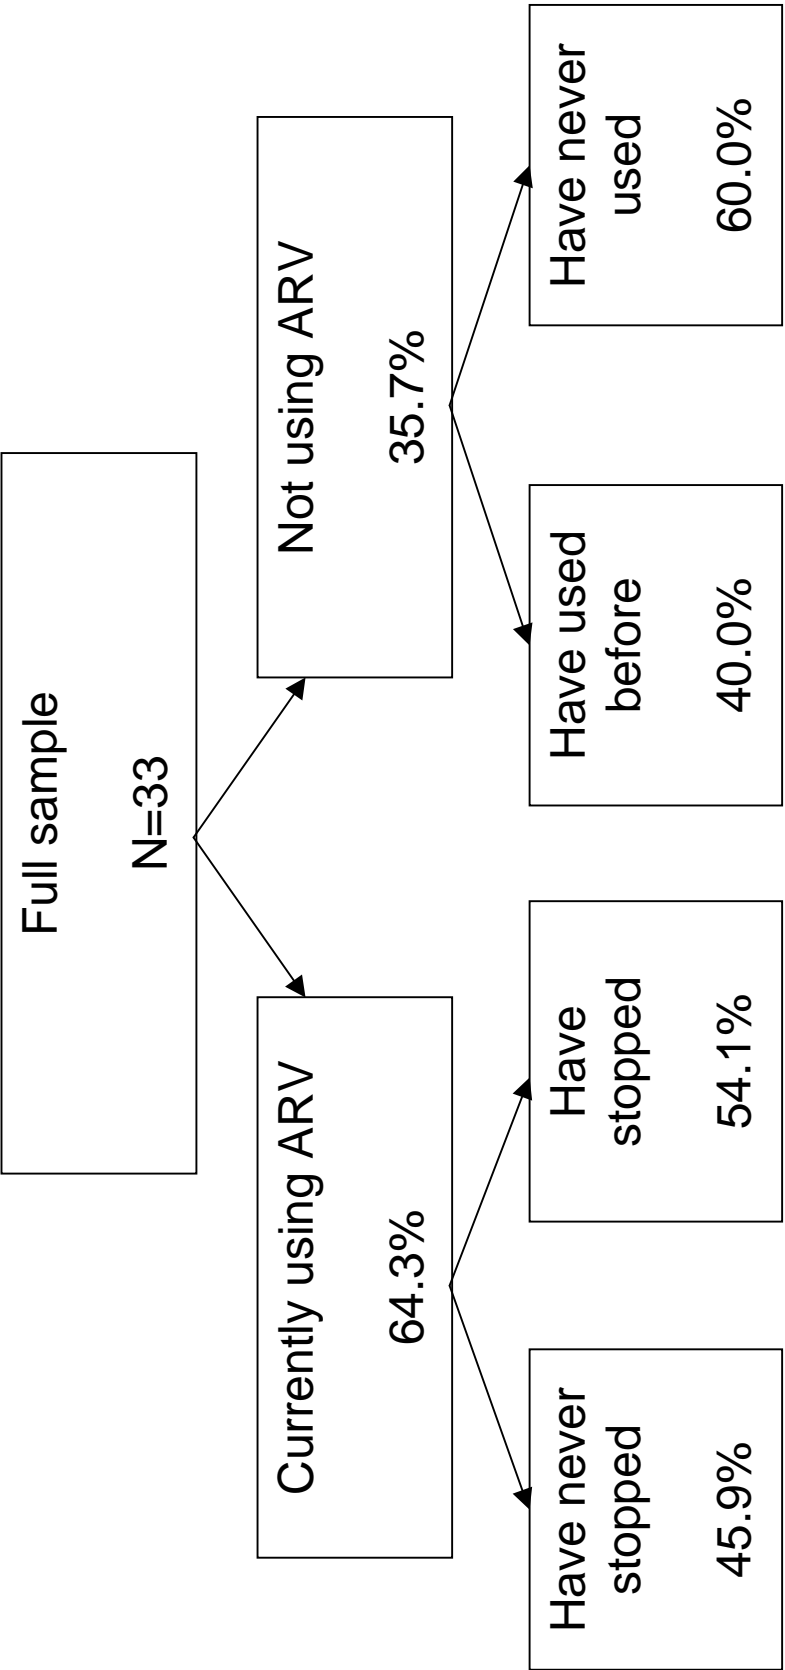 Full sample
N=33
Currently using ARV
64.3%
Not using ARV
35.7%
Have never
stopped
45.9%
Have
stopped
54.1%
Have used
before
40.0%
Have never
used
60.0%